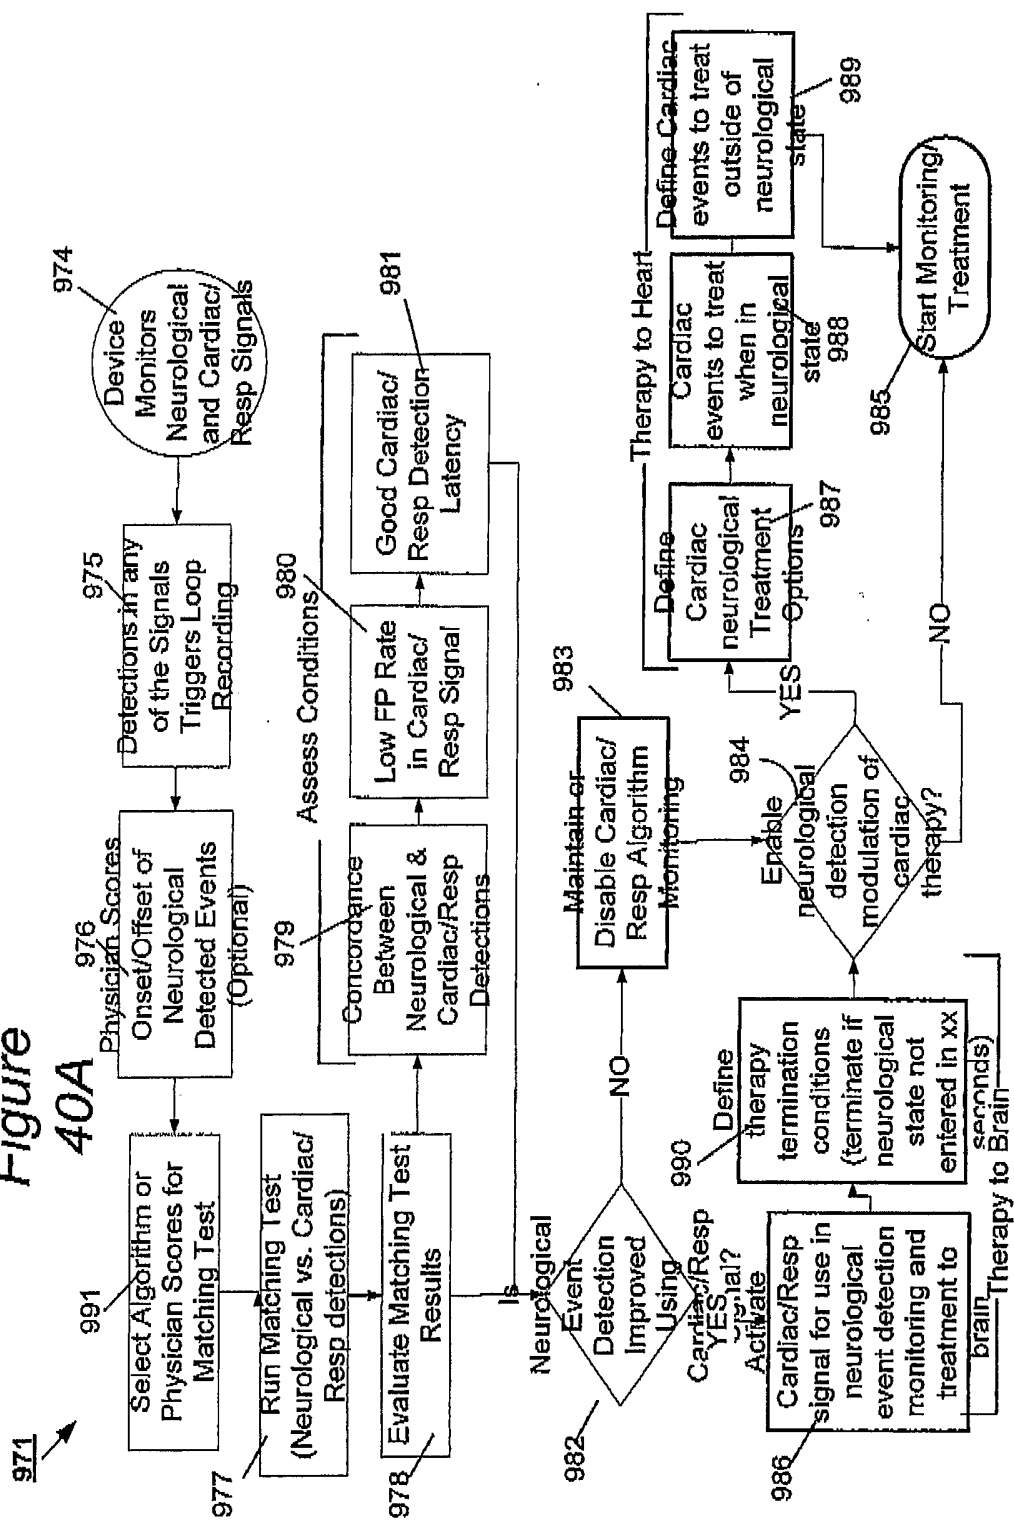 Figure
40A
971
974
Device
Monitors
Neurological
and Cardiac/
Resp Signals
975
Detections in any
of the Signals
Triggers Loop
Recording
976
Physician Scores
Onset/Offset of
Neurological
Detected Events
(Optional)
991
Select Algorithm or
Physician Scores for
Matching Test
977
Run Matching Test
(Neurological vs. Cardiac/
Resp detections)
978
Evaluate Matching Test
Results
Assess Conditions
979
Concordance
Between
Neurological &
Cardiac/Resp
Detections
980
Low FP Rate
in Cardiac/
Resp Signal
981
Good Cardiac/
Resp Detection
Latency
982
Is
Neurological
Event
Detection
Improved
Using
Cardiac/Resp
Signal?
NO
YES
983
Maintain or
Disable Cardiac/
Resp Algorithm
Monitoring
986
Activate
Cardiac/Resp
signal for use in
neurological
event detection
monitoring and
treatment to
brain
990
Define
therapy
termination
conditions
(terminate if
neurological
state not
entered in xx
seconds)
Therapy to Brain
984
Enable
neurological
detection
modulation of
cardiac
therapy?
YES
NO
Therapy to Heart
987
Define
Cardiac
neurological
Treatment
Options
988
Cardiac
events to treat
when in
neurological
state
989
Define Cardiac
events to treat
outside of
neurological
state
985
Start Monitoring/
Treatment